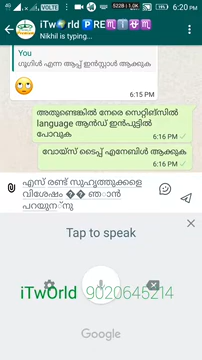 VoLTE 522B 1.0K 6:20 PM
iTw🌍rld 🅿RE♏ℹ♈♏
Nikhil is typing...
You
ഗൂഗിൾ എന്ന ആപ്പ് ഇൻസ്റ്റാൾ ആക്കുക
🙄
6:15 PM
അതുണ്ടെങ്കിൽ നേരെ സെറ്റിങ്സിൽ
language ആൻഡ് ഇൻപുട്ടിൽ
പോവുക
6:16 PM
വോയ്സ് ടൈപ്പ് എനേബിൾ ആക്കുക
6:16 PM
എസ് രണ്ട് സുഹൃത്തുക്കളെ
വിശേഷം �� ഞാൻ
പറയുന്നു
Tap to speak
iTwOrld 9020645214
Google